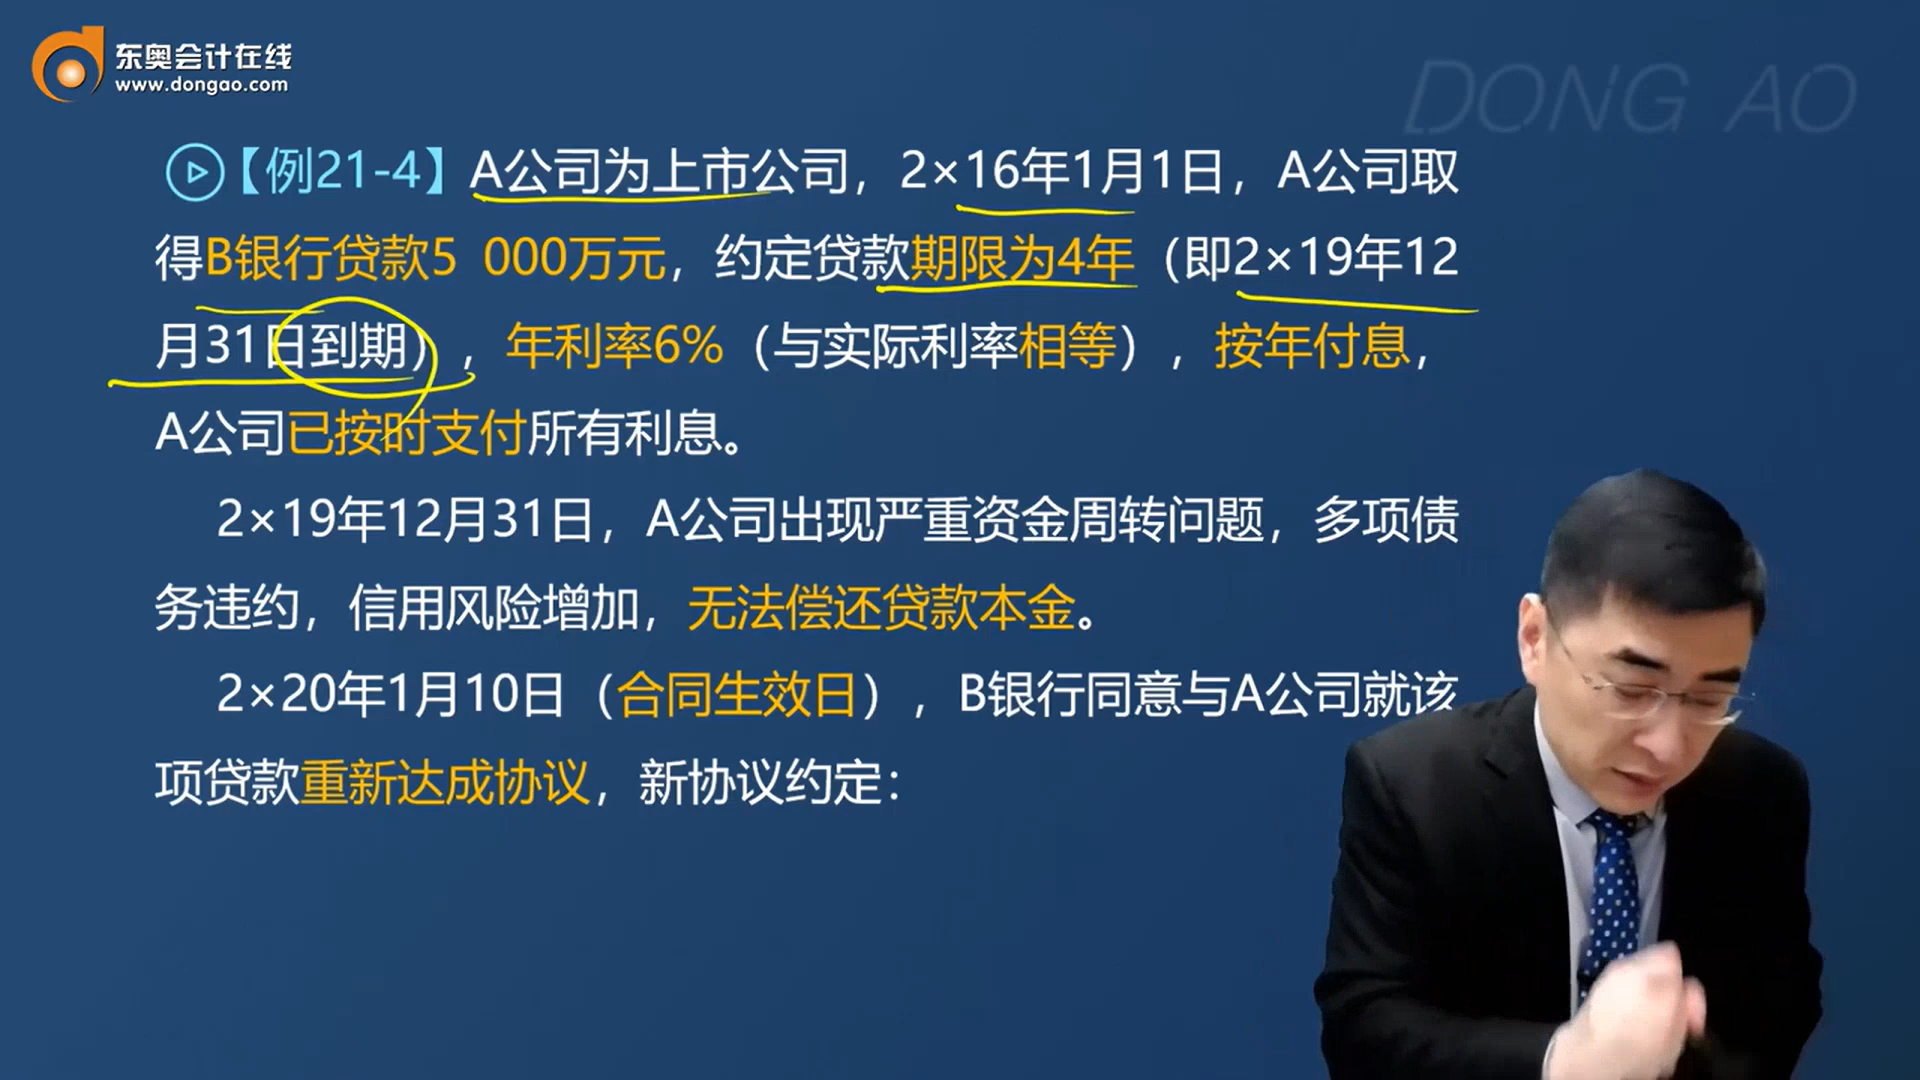 东奥会计在线
www.dongao.com
DONG AO
【例21-4】A公司为上市公司，2×16年1月1日，A公司取
得B银行贷款5 000万元，约定贷款期限为4年（即2×19年12
月31日到期），年利率6%（与实际利率相等），按年付息，
A公司已按时支付所有利息。
2×19年12月31日，A公司出现严重资金周转问题，多项债
务违约，信用风险增加，无法偿还贷款本金。
2×20年1月10日（合同生效日），B银行同意与A公司就该
项贷款重新达成协议，新协议约定：